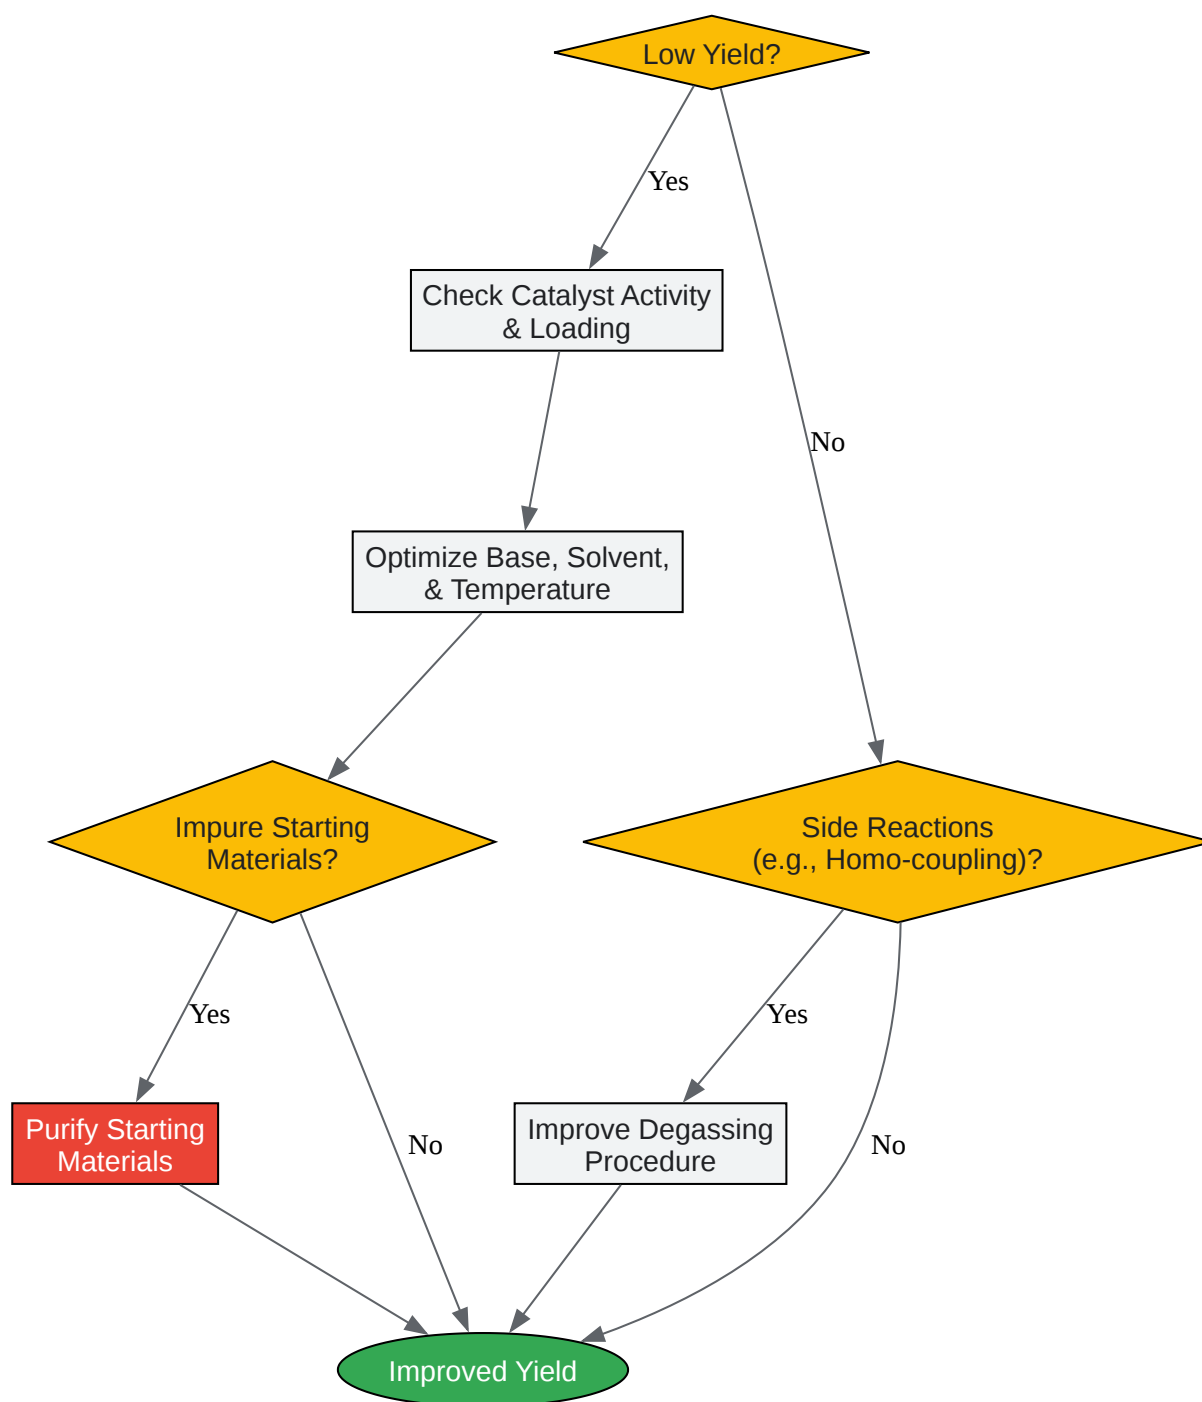 Low Yield?
Yes
Check Catalyst Activity
& Loading
No
Optimize Base, Solvent,
& Temperature
Impure Starting
Materials?
Side Reactions
(e.g., Homo-coupling)?
Yes
Yes
Purify Starting
Materials
No
Improve Degassing
Procedure
No
Improved Yield